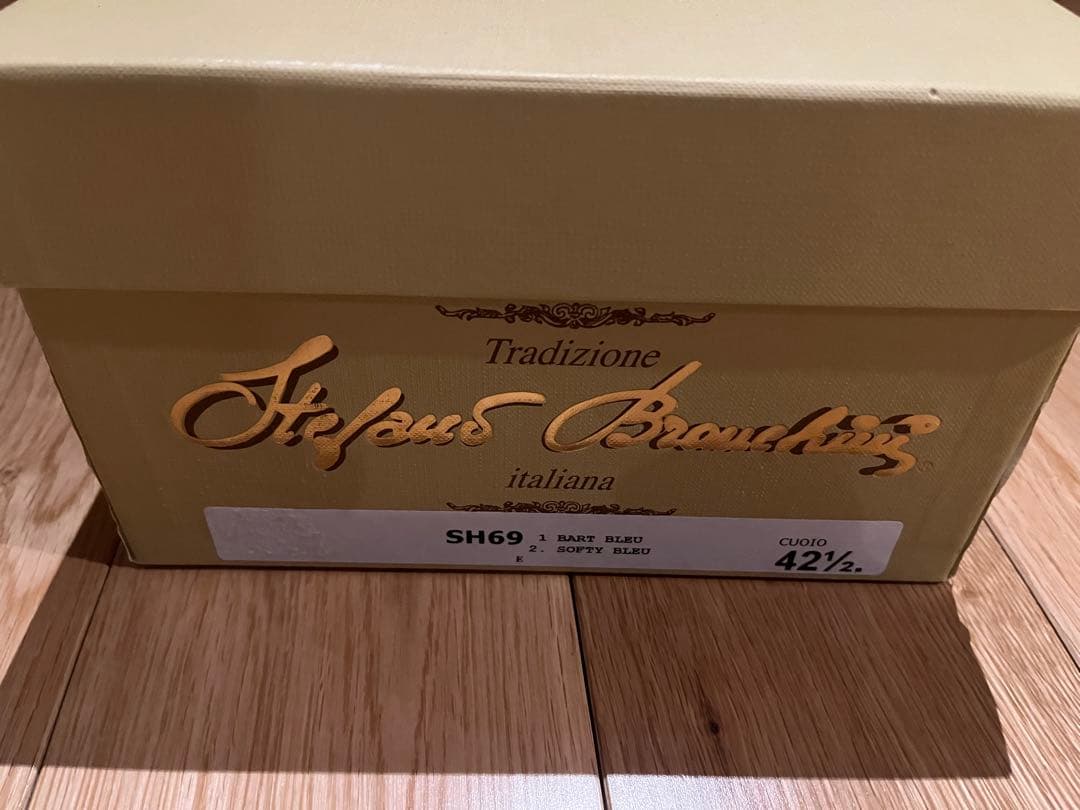 Tradizione
Stefano Branchini
italiana
SH69 1 BART BLEU
2. SOFTY BLEU
E
CUOIO
42½.